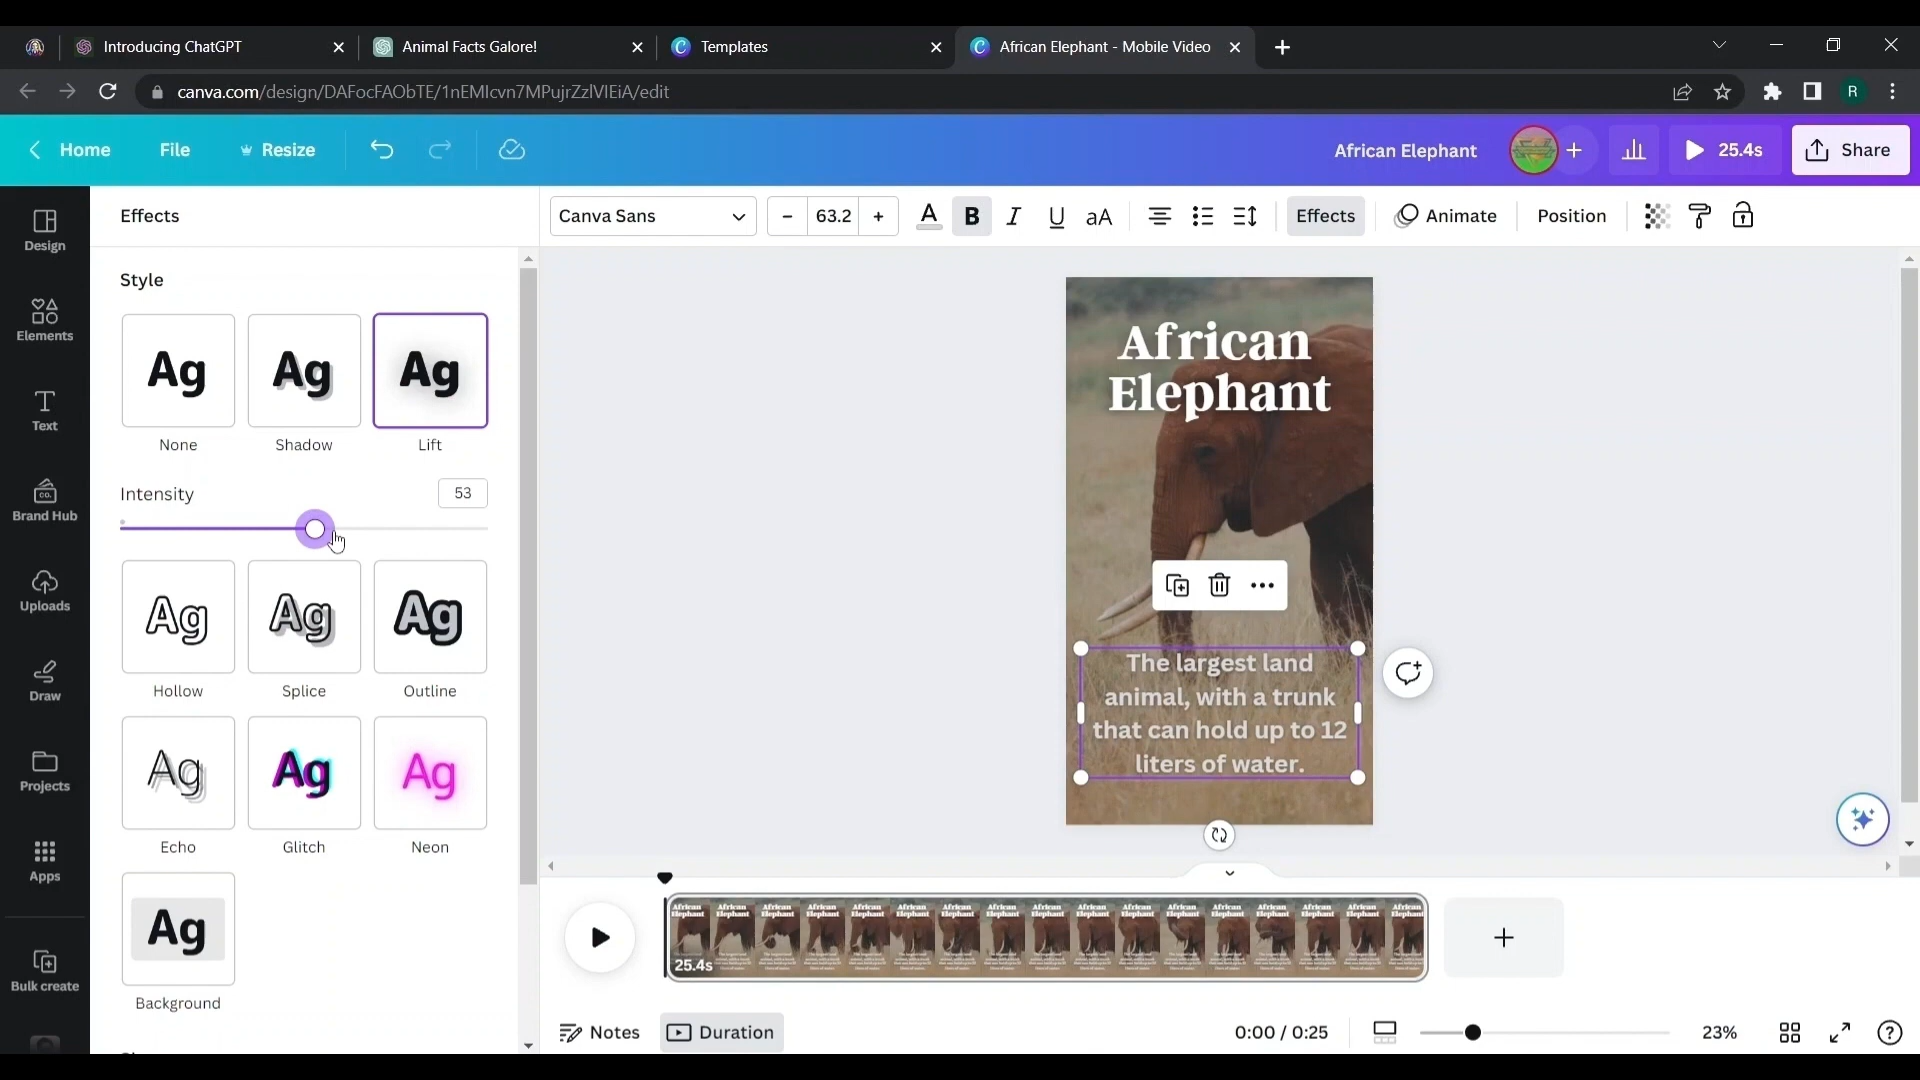 Introducing ChatGPT
Animal Facts Galore!
Templates
African Elephant - Mobile Video
canva.com/design/DAFocFAObTE/1nEMIcvn7MPujrZzlVIEiA/edit
R
Home
File
Resize
African Elephant
25.4s
Share
Effects
Canva Sans
- 63.2 +
A B I U aA
Effects
Animate
Position
Design
Elements
Text
Brand Hub
Uploads
Draw
Projects
Apps
Bulk create
Style
Ag Ag Ag
None Shadow Lift
Intensity 53
Ag Ag Ag
Hollow Splice Outline
Ag Ag Ag
Echo Glitch Neon
Ag
Background
African
Elephant
The largest land
animal, with a trunk
that can hold up to 12
liters of water.
25.4s
Notes
Duration
0:00 / 0:25
23%